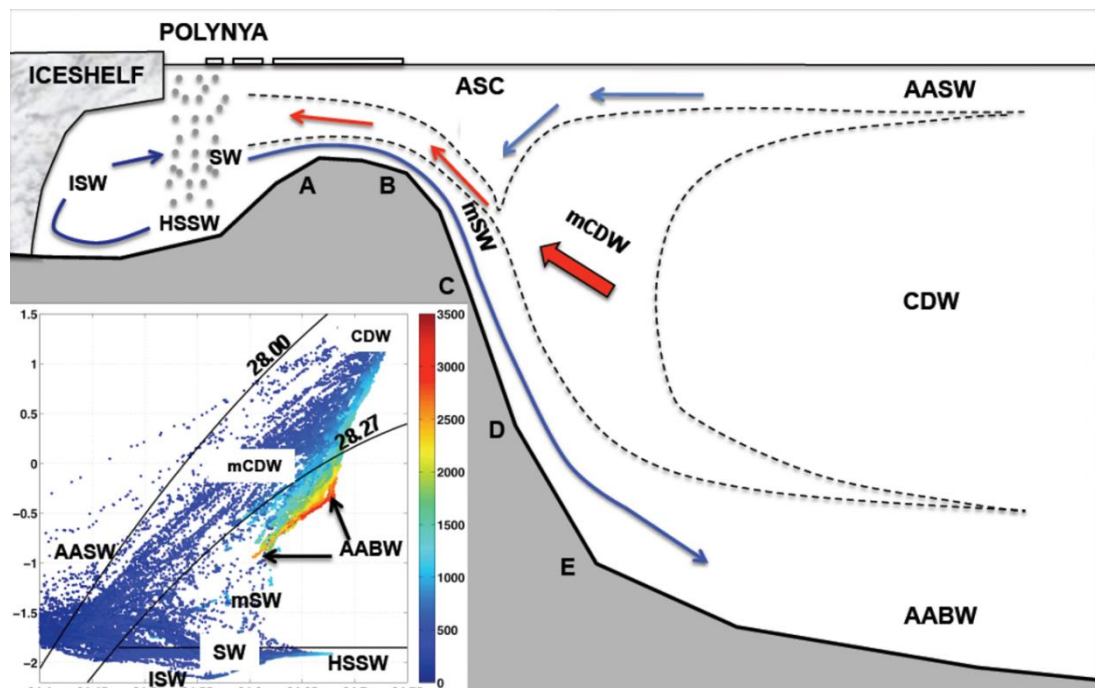 POLYNYA
ICESHELF
ASC
AASW
SW
ISW
HSSW
A
B
mSW
mCDW
C
CDW
D
E
AABW
1.5
1
0.5
0
−0.5
−1
−1.5
−2
28.00
28.27
CDW
mCDW
AASW
AABW
mSW
SW
HSSW
ISW
3500
3000
2500
2000
1500
1000
500
0